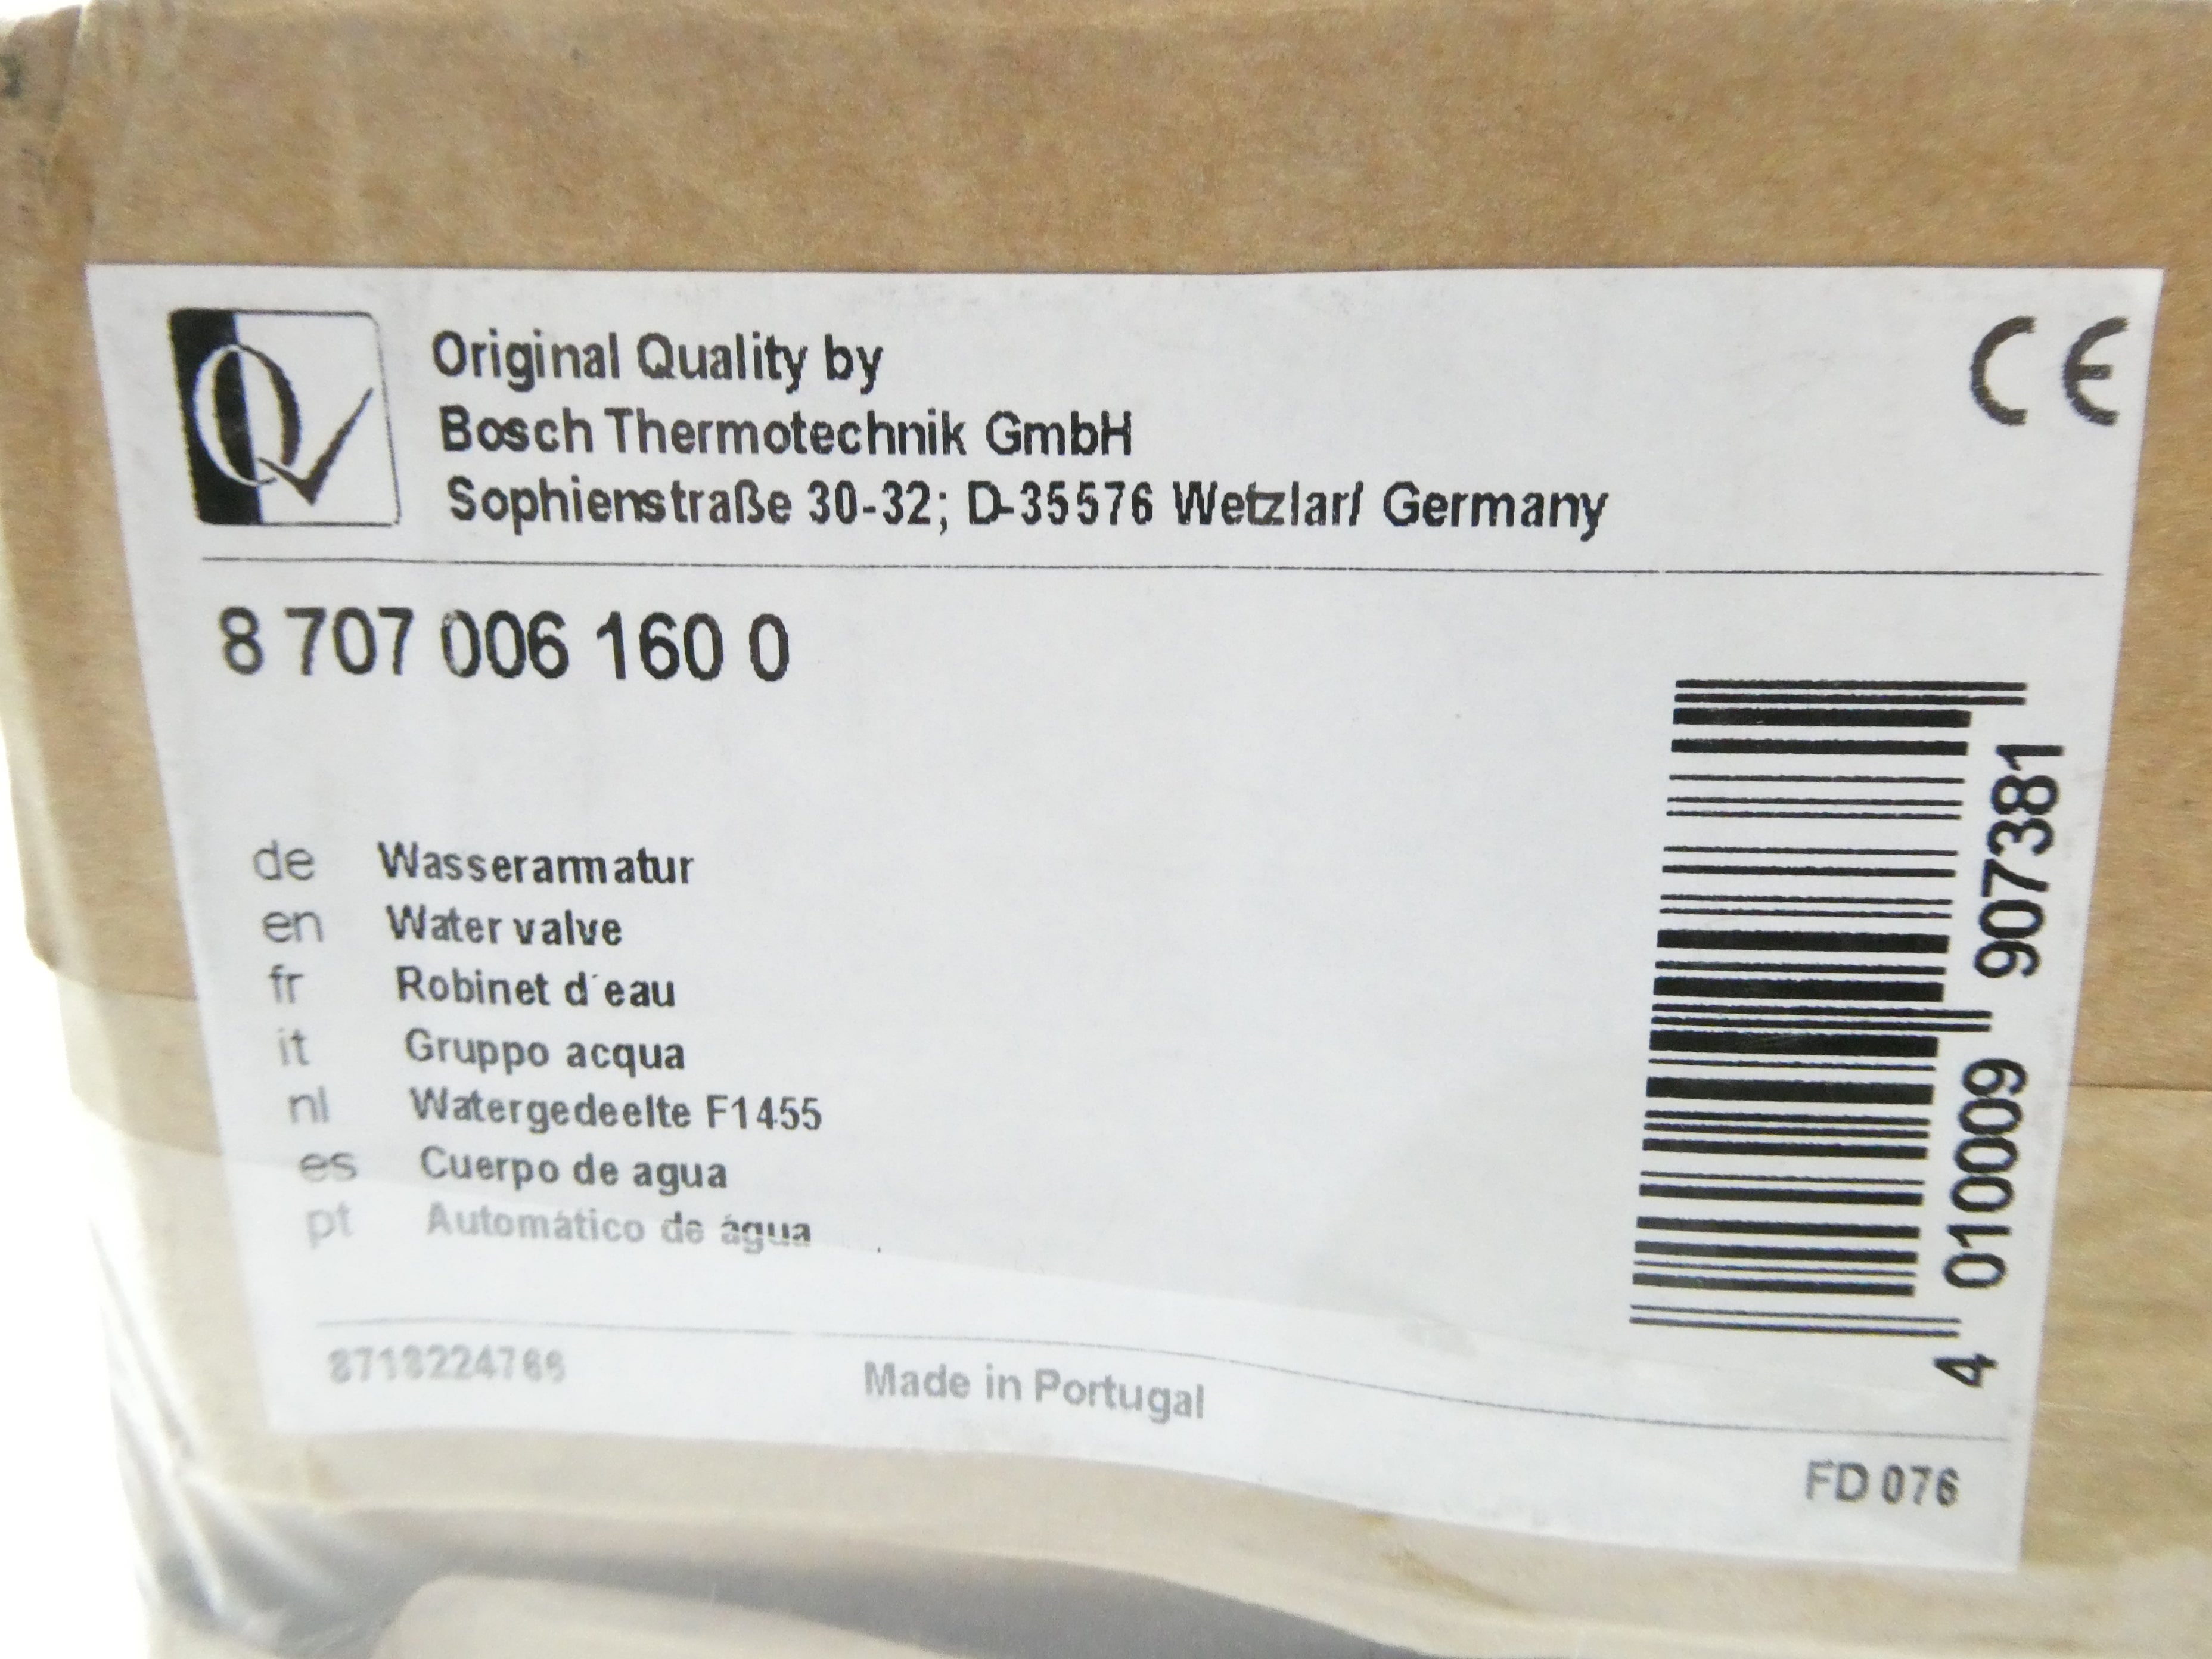 Original Quality by
Bosch Thermotechnik GmbH
Sophienstraße 30-32; D-35576 Wetzlar/ Germany
CE
8 707 006 160 0
de Wasserarmatur
en Water valve
fr Robinet d´eau
it Gruppo acqua
nl Watergedeelte F1455
es Cuerpo de agua
pt Automático de água
4 010009 907381
Made in Portugal
FD 076